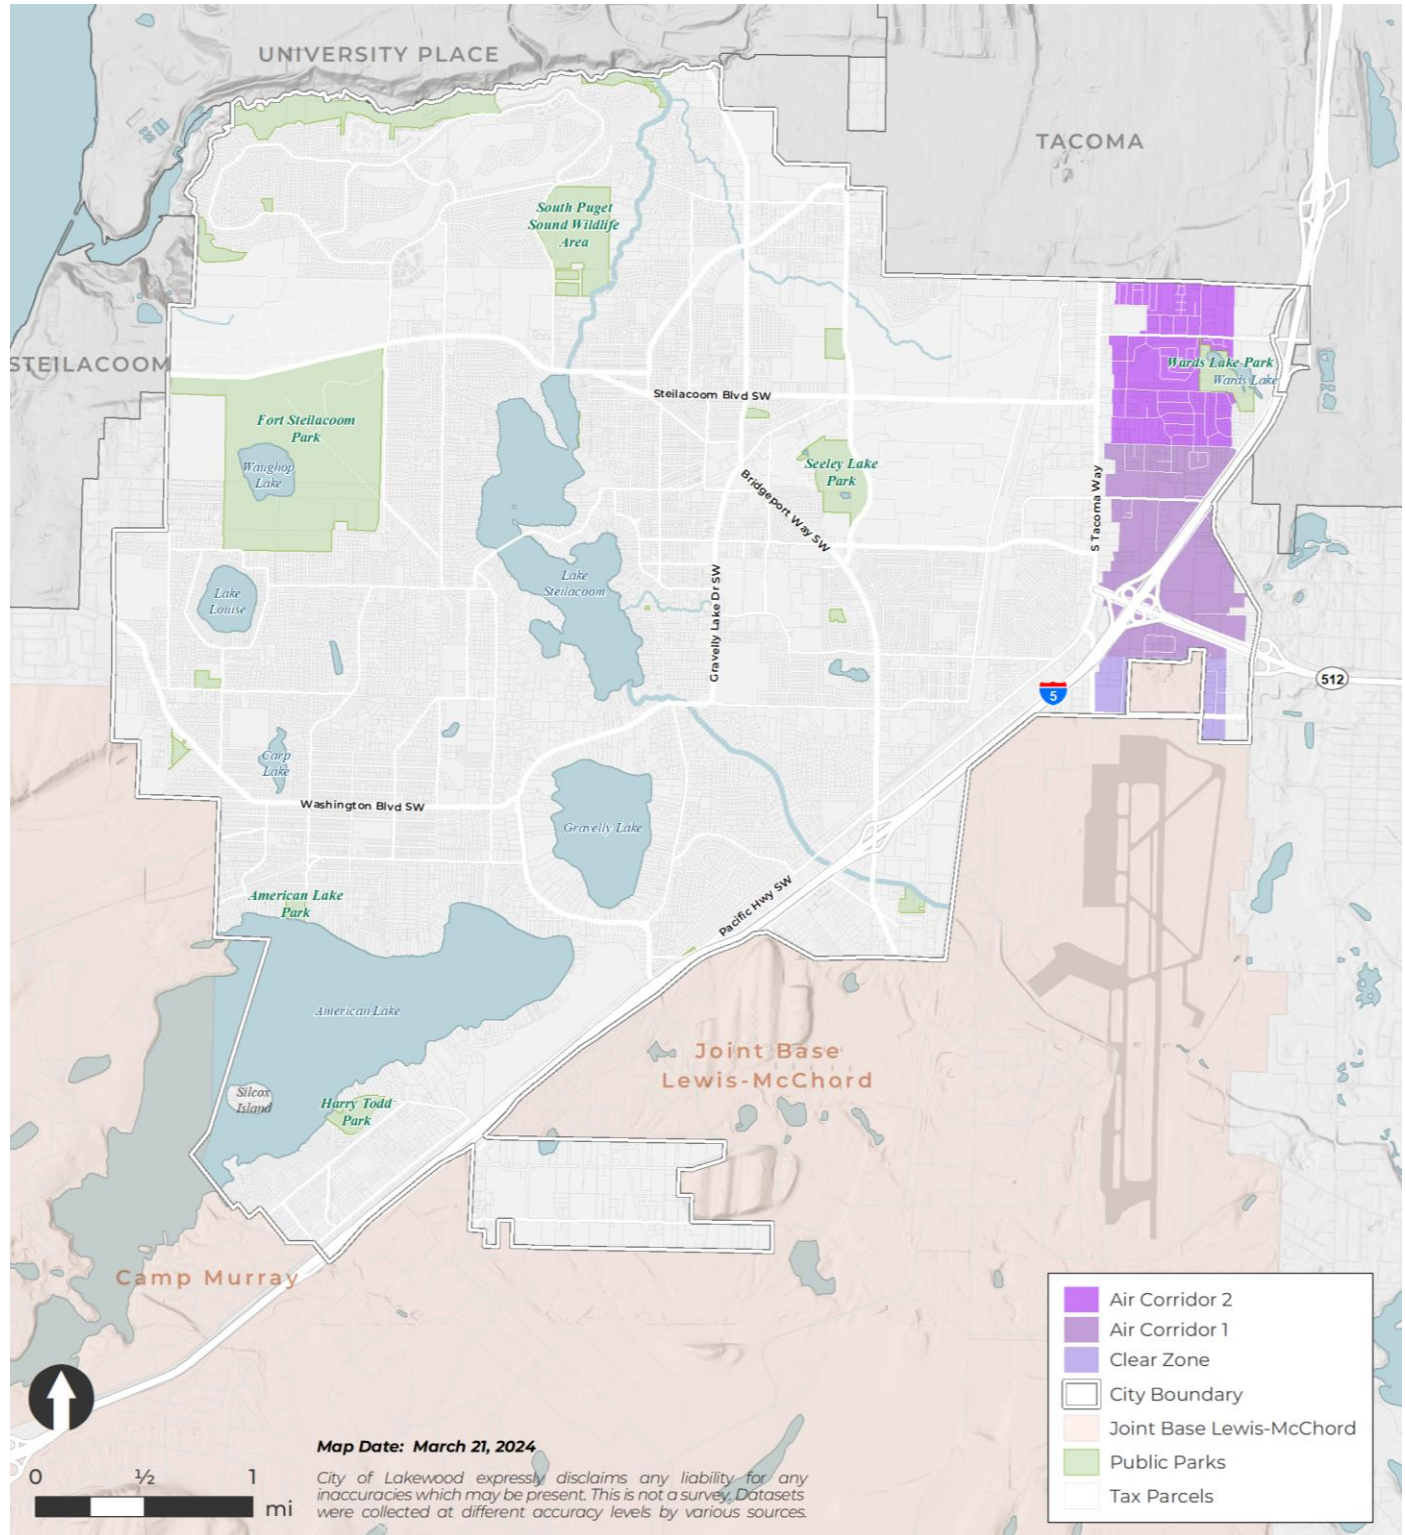 UNIVERSITY PLACE
TACOMA
South Puget
Sound Wildlife
Area
STEILACOOM
Wards Lake Park
Wards Lake
Steilacoom Blvd SW
Fort Steilacoom
Park
Waughop
Lake
Seeley Lake
Park
Bridgeport Way SW
S Tacoma Way
Lake
Louise
Lake
Steilacoom
Gravelly Lake Dr SW
512
5
Carp
Lake
Washington Blvd SW
Gravelly Lake
American Lake
Park
Pacific Hwy SW
American Lake
Joint Base
Lewis-McChord
Silcox
Island
Harry Todd
Park
Camp Murray
Air Corridor 2
Air Corridor 1
Clear Zone
City Boundary
Joint Base Lewis-McChord
Public Parks
Tax Parcels
Map Date: March 21, 2024
City of Lakewood expressly disclaims any liability for any
inaccuracies which may be present. This is not a survey. Datasets
were collected at different accuracy levels by various sources.
0 ½ 1
mi